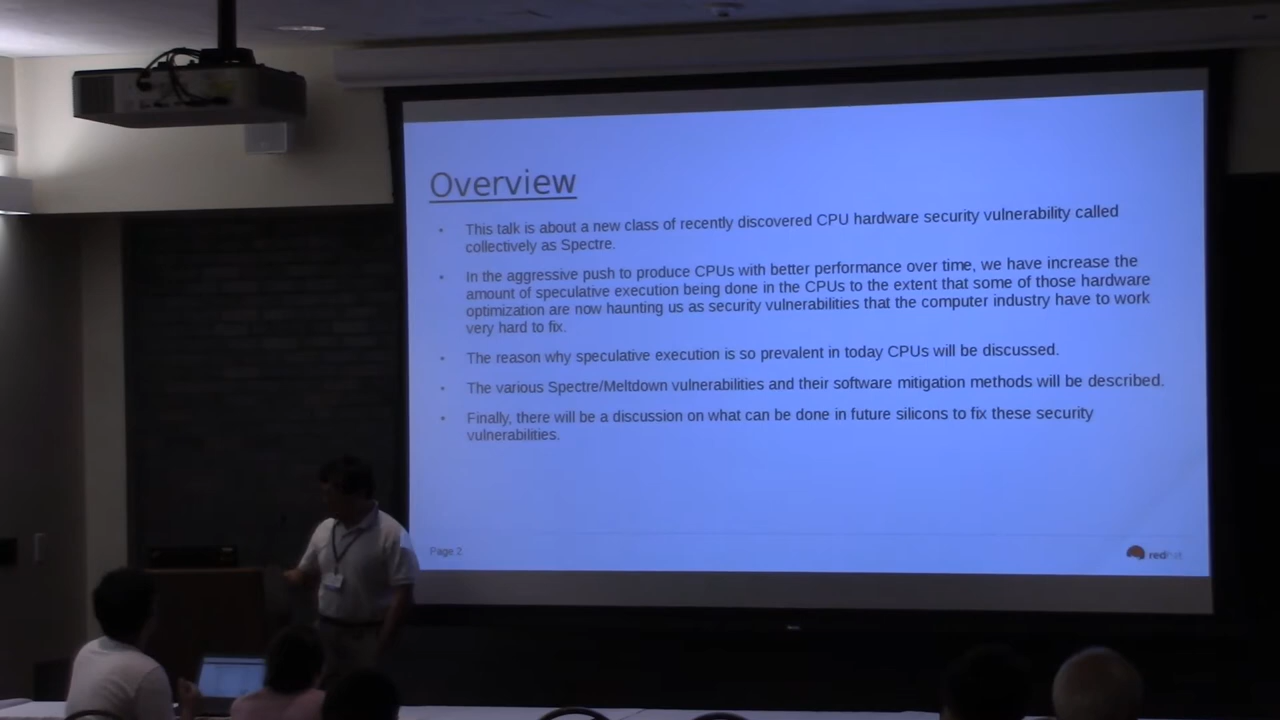 Overview
• This talk is about a new class of recently discovered CPU hardware security vulnerability called
collectively as Spectre.
• In the aggressive push to produce CPUs with better performance over time, we have increase the
amount of speculative execution being done in the CPUs to the extent that some of those hardware
optimization are now haunting us as security vulnerabilities that the computer industry have to work
very hard to fix.
• The reason why speculative execution is so prevalent in today CPUs will be discussed.
• The various Spectre/Meltdown vulnerabilities and their software mitigation methods will be described.
• Finally, there will be a discussion on what can be done in future silicons to fix these security
vulnerabilities.
Page 2
redhat